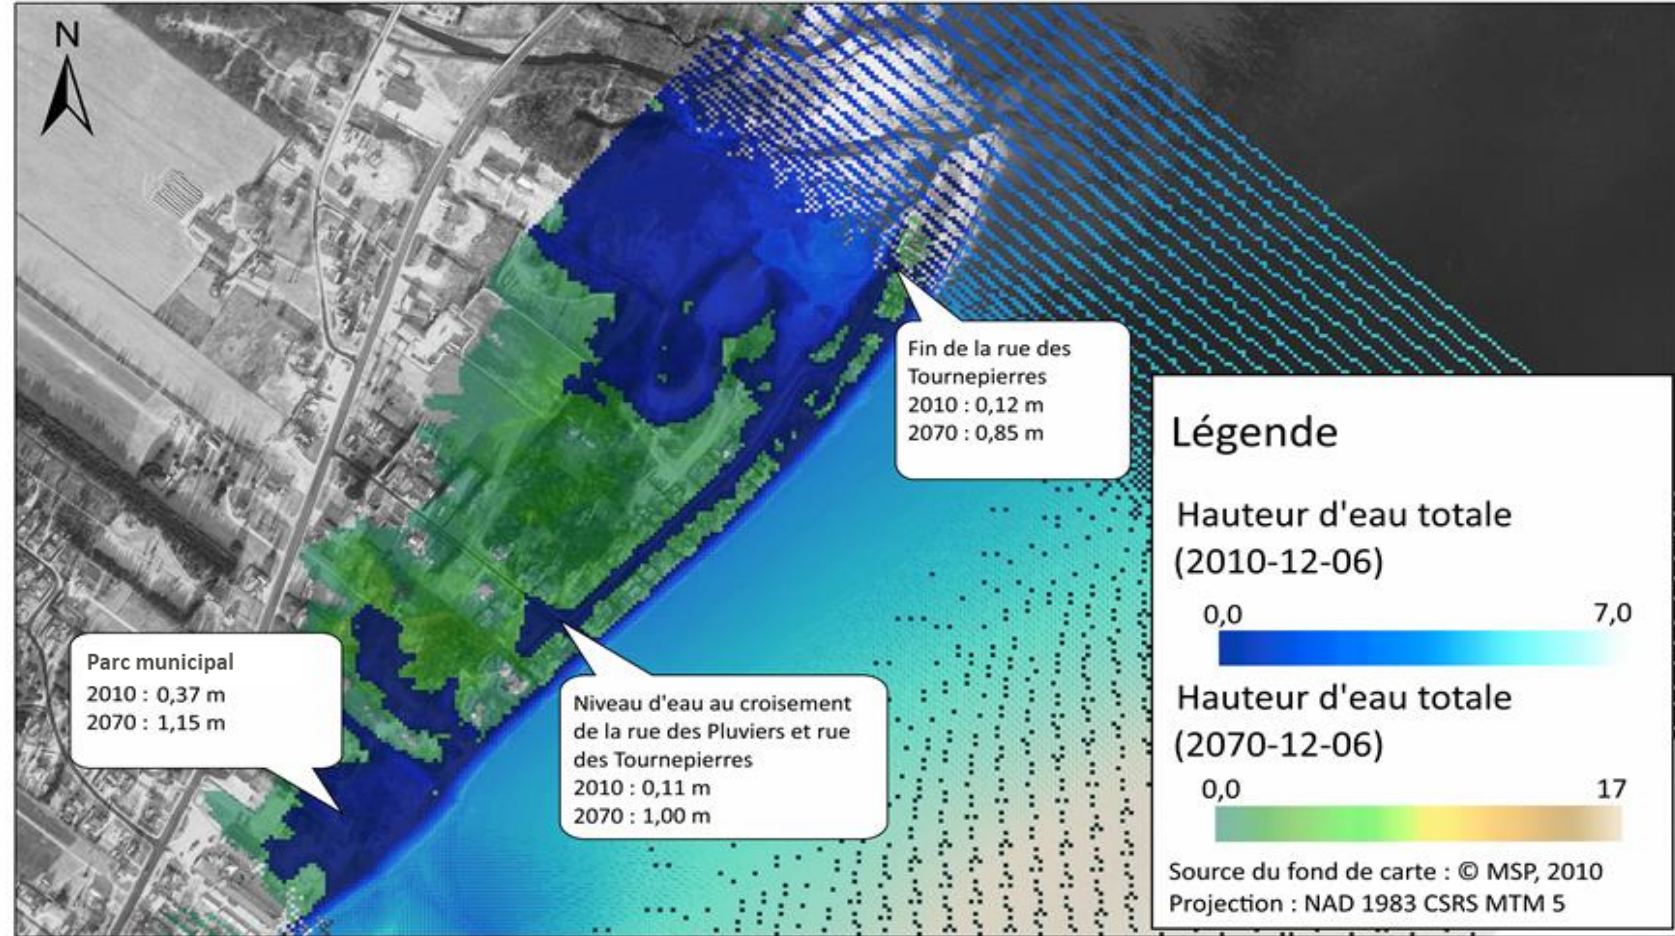 N
Fin de la rue des
Tournepierres
2010 : 0,12 m
2070 : 0,85 m
Parc municipal
2010 : 0,37 m
2070 : 1,15 m
Niveau d'eau au croisement
de la rue des Pluviers et rue
des Tournepierres
2010 : 0,11 m
2070 : 1,00 m
Légende
Hauteur d'eau totale
(2010-12-06)
0,0 7,0
Hauteur d'eau totale
(2070-12-06)
0,0 17
Source du fond de carte : © MSP, 2010
Projection : NAD 1983 CSRS MTM 5